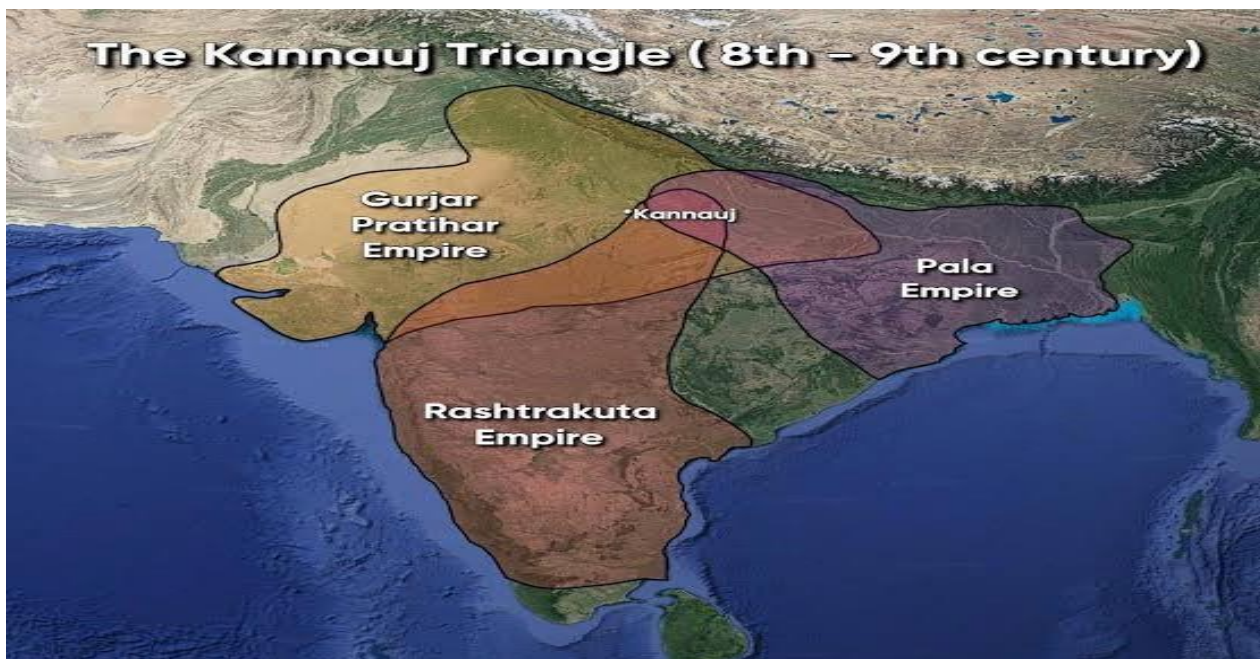 The Kannauj Triangle ( 8th – 9th century)
Gurjar
Pratihar
Empire
Kannauj
Pala
Empire
Rashtrakuta
Empire